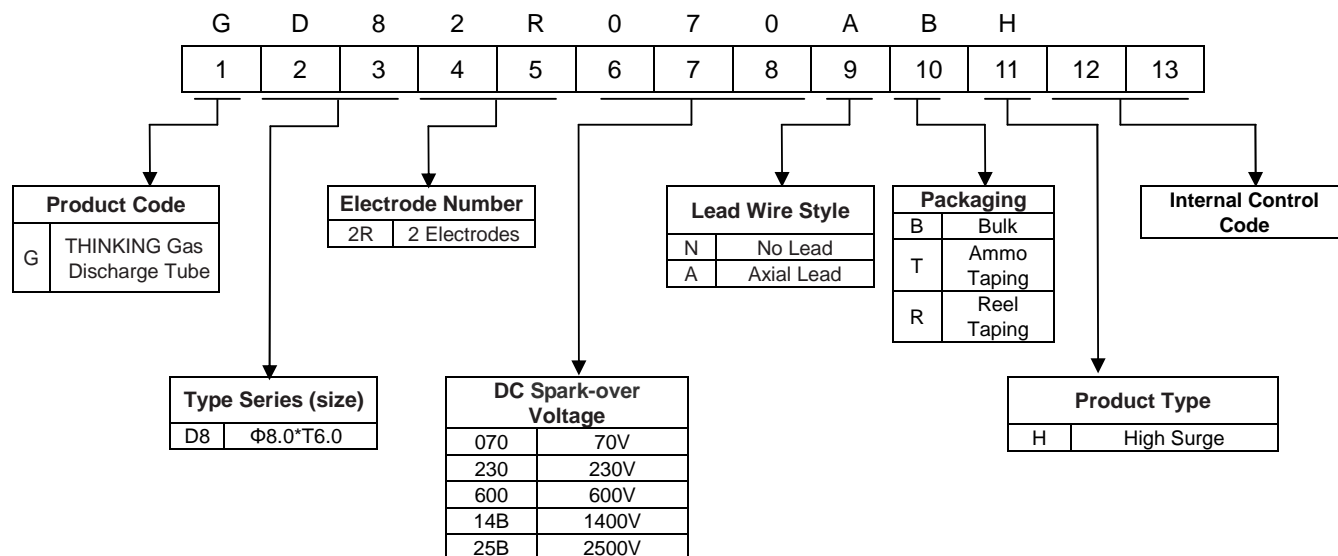 G D 8 2 R 0 7 0 A B H
1 2 3 4 5 6 7 8 9 10 11 12 13
Product Code
G THINKING Gas
Discharge Tube
Electrode Number
2R 2 Electrodes
Lead Wire Style
N No Lead
A Axial Lead
Packaging
B Bulk
T Ammo
Taping
R Reel
Taping
Internal Control
Code
Type Series (size)
D8 Φ8.0*T6.0
DC Spark-over
Voltage
070 70V
230 230V
600 600V
14B 1400V
25B 2500V
Product Type
H High Surge